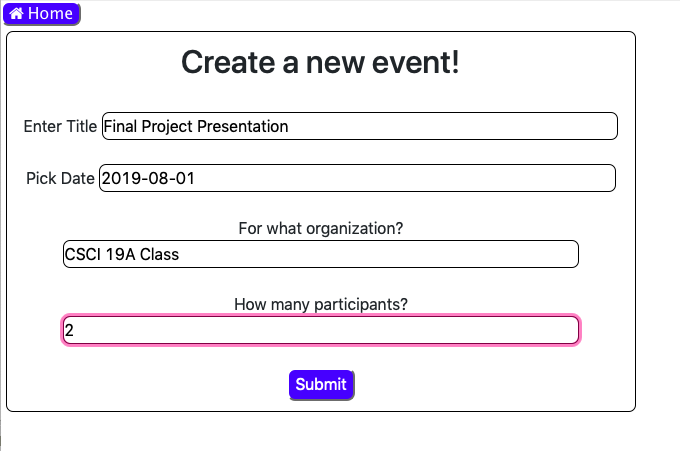 Home
Create a new event!
Enter Title Final Project Presentation
Pick Date 2019-08-01
For what organization?
CSCI 19A Class
How many participants?
2
Submit